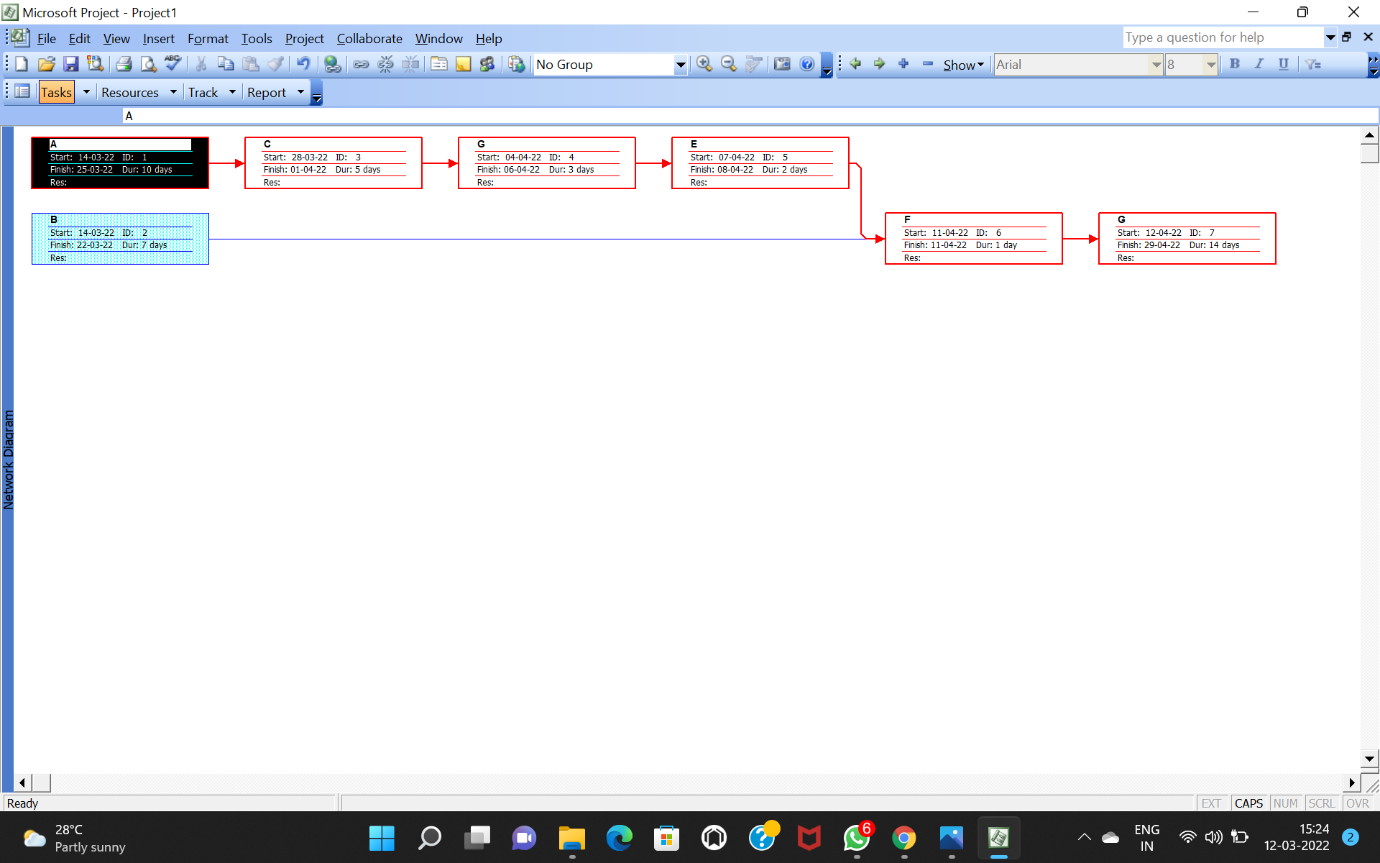 Microsoft Project - Project1
File Edit View Insert Format Tools Project Collaborate Window Help
Type a question for help
No Group
Show
Arial
8
B I U
Tasks Resources Track Report
A
A
Start: 14-03-22 ID: 1
Finish: 25-03-22 Dur: 10 days
Res:
C
Start: 28-03-22 ID: 3
Finish: 01-04-22 Dur: 5 days
Res:
G
Start: 04-04-22 ID: 4
Finish: 06-04-22 Dur: 3 days
Res:
E
Start: 07-04-22 ID: 5
Finish: 08-04-22 Dur: 2 days
Res:
B
Start: 14-03-22 ID: 2
Finish: 22-03-22 Dur: 7 days
Res:
F
Start: 11-04-22 ID: 6
Finish: 11-04-22 Dur: 1 day
Res:
G
Start: 12-04-22 ID: 7
Finish: 29-04-22 Dur: 14 days
Res:
Network Diagram
Ready
EXT CAPS NUM SCRL OVR
28°C
Partly sunny
6
ENG
IN
15:24
12-03-2022
2